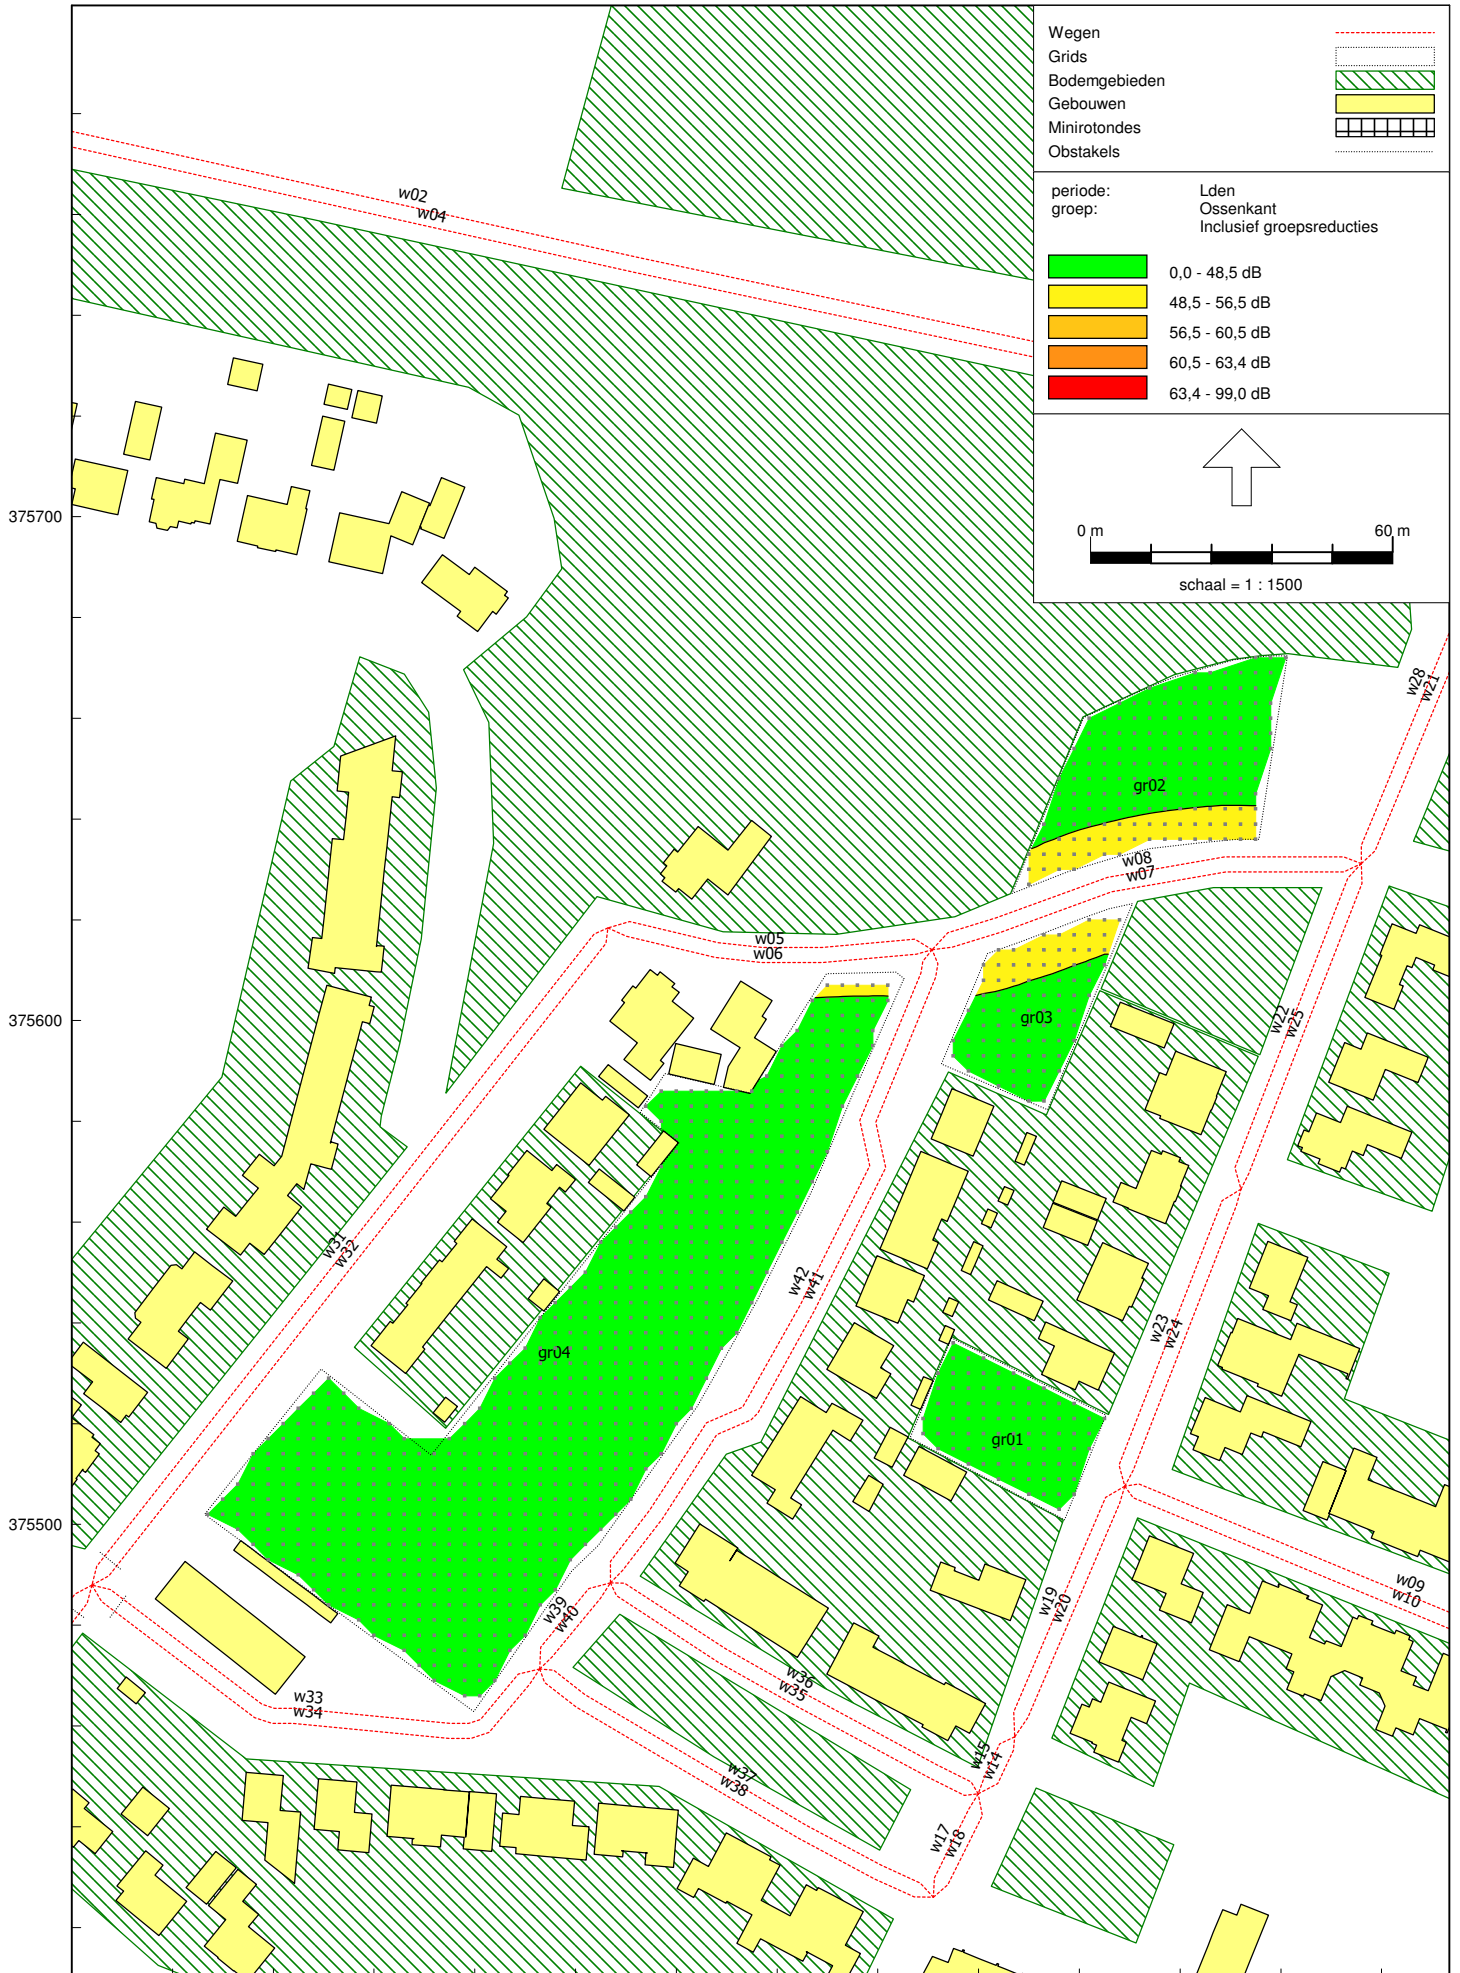 Wegen
Grids
Bodemgebieden
Gebouwen
Minirotondes
Obstakels
periode: Lden
groep: Ossenkant
Inclusief groepsreducties
0,0 - 48,5 dB
48,5 - 56,5 dB
56,5 - 60,5 dB
60,5 - 63,4 dB
63,4 - 99,0 dB
0 m 60 m
schaal = 1 : 1500
w02
w04
375700
w28
w21
gr02
w08
w07
w05
w06
375600
gr03
w22
w25
w31
w32
w42
w41
w23
w24
gr04
gr01
375500
w39
w40
w19
w20
w09
w10
w36
w35
w33
w34
w15
w14
w37
w38
w17
w18